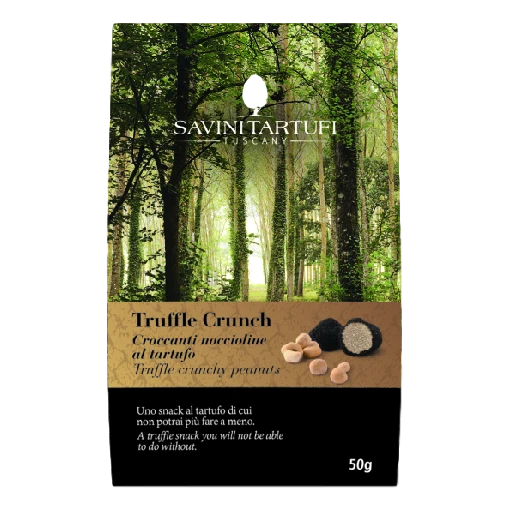 SAVINI TARTUFI
TUSCANY
Truffle Crunch
Croccanti noccioline
al tartufo
Truffle crunchy peanuts
Uno snack al tartufo di cui
non potrai più fare a meno.
A truffle snack you will not be able
to do without.
50g